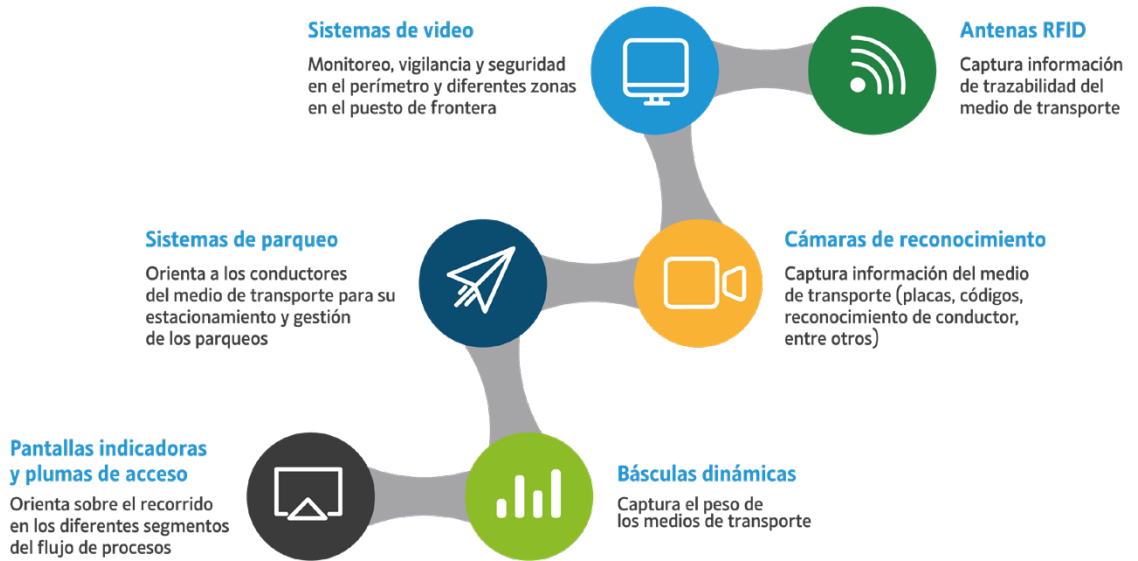 Sistemas de video
Monitoreo, vigilancia y seguridad
en el perímetro y diferentes zonas
en el puesto de frontera
Antenas RFID
Captura información
de trazabilidad del
medio de transporte
Sistemas de parqueo
Orienta a los conductores
del medio de transporte para su
estacionamiento y gestión
de los parqueos
Cámaras de reconocimiento
Captura información del medio
de transporte (placas, códigos,
reconocimiento de conductor,
entre otros)
Pantallas indicadoras
y plumas de acceso
Orienta sobre el recorrido
en los diferentes segmentos
del flujo de procesos
Básculas dinámicas
Captura el peso de
los medios de transporte